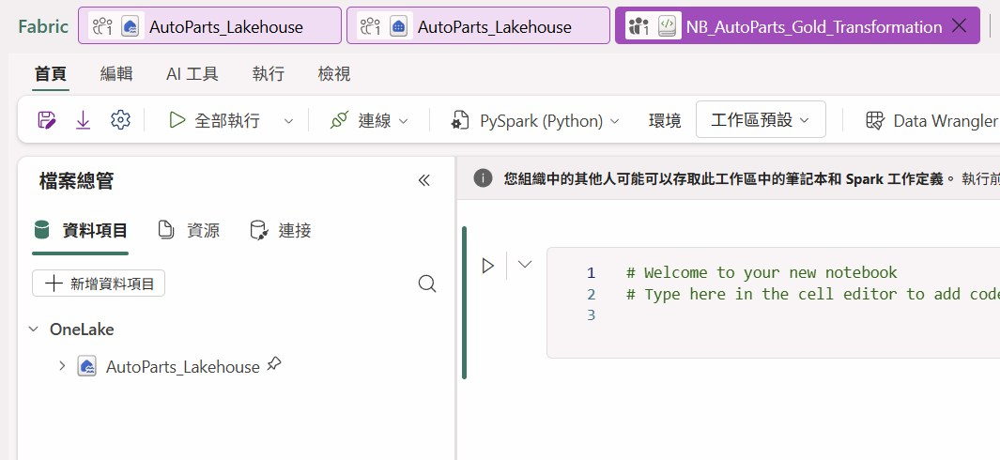 Fabric
1 AutoParts_Lakehouse
1 AutoParts_Lakehouse
1 NB_AutoParts_Gold_Transformation
首頁 編輯 AI 工具 執行 檢視
全部執行 連線 PySpark (Python) 環境 工作區預設 Data Wrangler
檔案總管
資料項目 資源 連接
新增資料項目
OneLake
AutoParts_Lakehouse
您組織中的其他人可能可以存取此工作區中的筆記本和 Spark 工作定義。 執行前
1 # Welcome to your new notebook
2 # Type here in the cell editor to add code
3